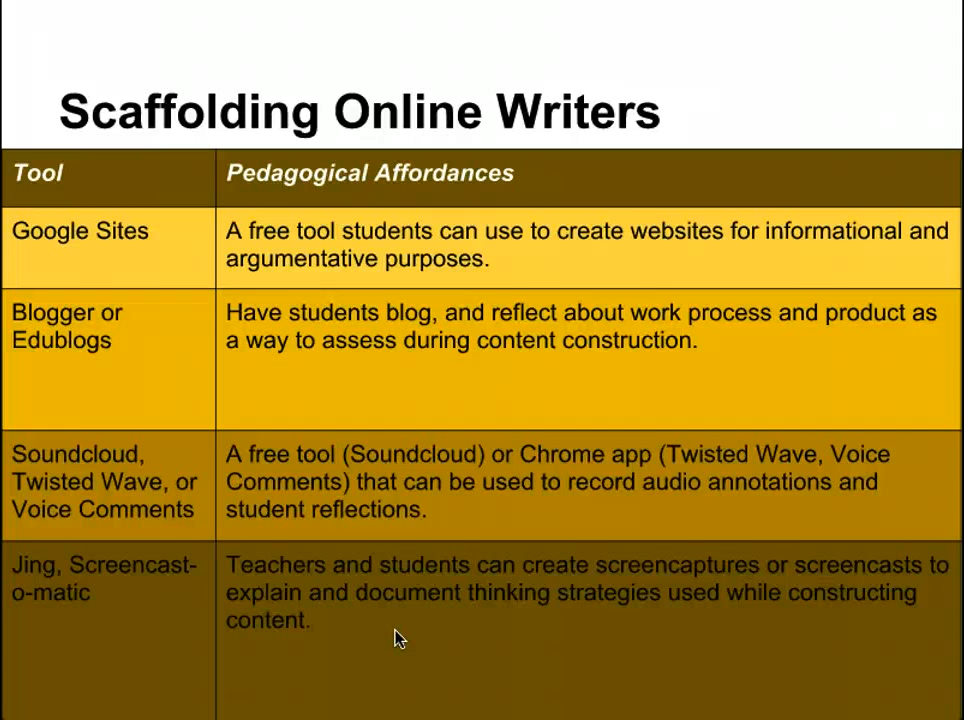 Scaffolding Online Writers
Tool
Pedagogical Affordances
Google Sites
A free tool students can use to create websites for informational and
argumentative purposes.
Blogger or
Edublogs
Have students blog, and reflect about work process and product as
a way to assess during content construction.
Soundcloud,
Twisted Wave, or
Voice Comments
A free tool (Soundcloud) or Chrome app (Twisted Wave, Voice
Comments) that can be used to record audio annotations and
student reflections.
Jing, Screencast-
o-matic
Teachers and students can create screencaptures or screencasts to
explain and document thinking strategies used while constructing
content.